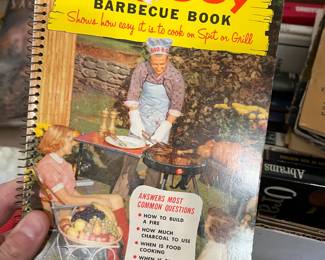 BARBECUE BOOK
Shows how easy it is to cook on Spit or Grill
ANSWERS MOST
COMMON QUESTIONS
• HOW TO BUILD
A FIRE
• HOW MUCH
CHARCOAL TO USE
• WHEN IS FOOD
COOKING
Abrams